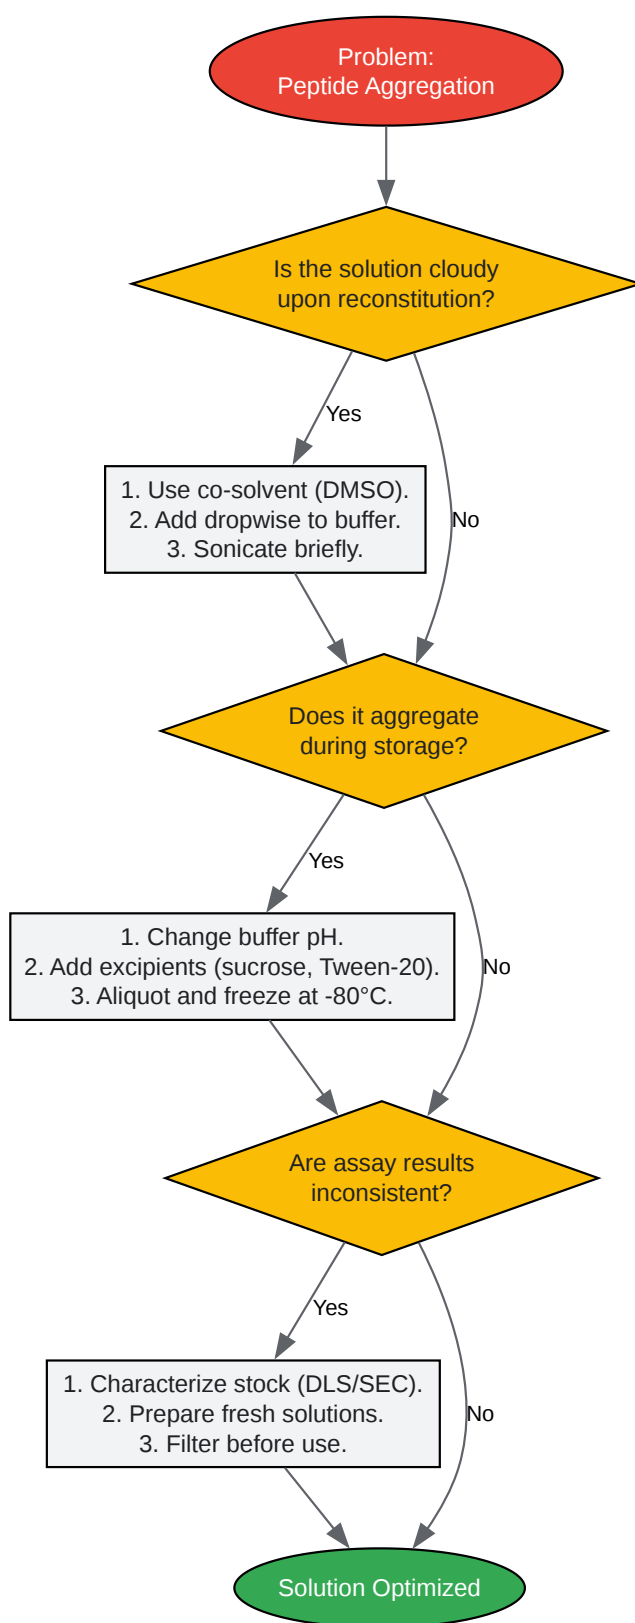 Problem:
Peptide Aggregation
Is the solution cloudy
upon reconstitution?
Yes
No
1. Use co-solvent (DMSO).
2. Add dropwise to buffer.
3. Sonicate briefly.
Does it aggregate
during storage?
Yes
No
1. Change buffer pH.
2. Add excipients (sucrose, Tween-20).
3. Aliquot and freeze at -80°C.
Are assay results
inconsistent?
Yes
No
1. Characterize stock (DLS/SEC).
2. Prepare fresh solutions.
3. Filter before use.
Solution Optimized